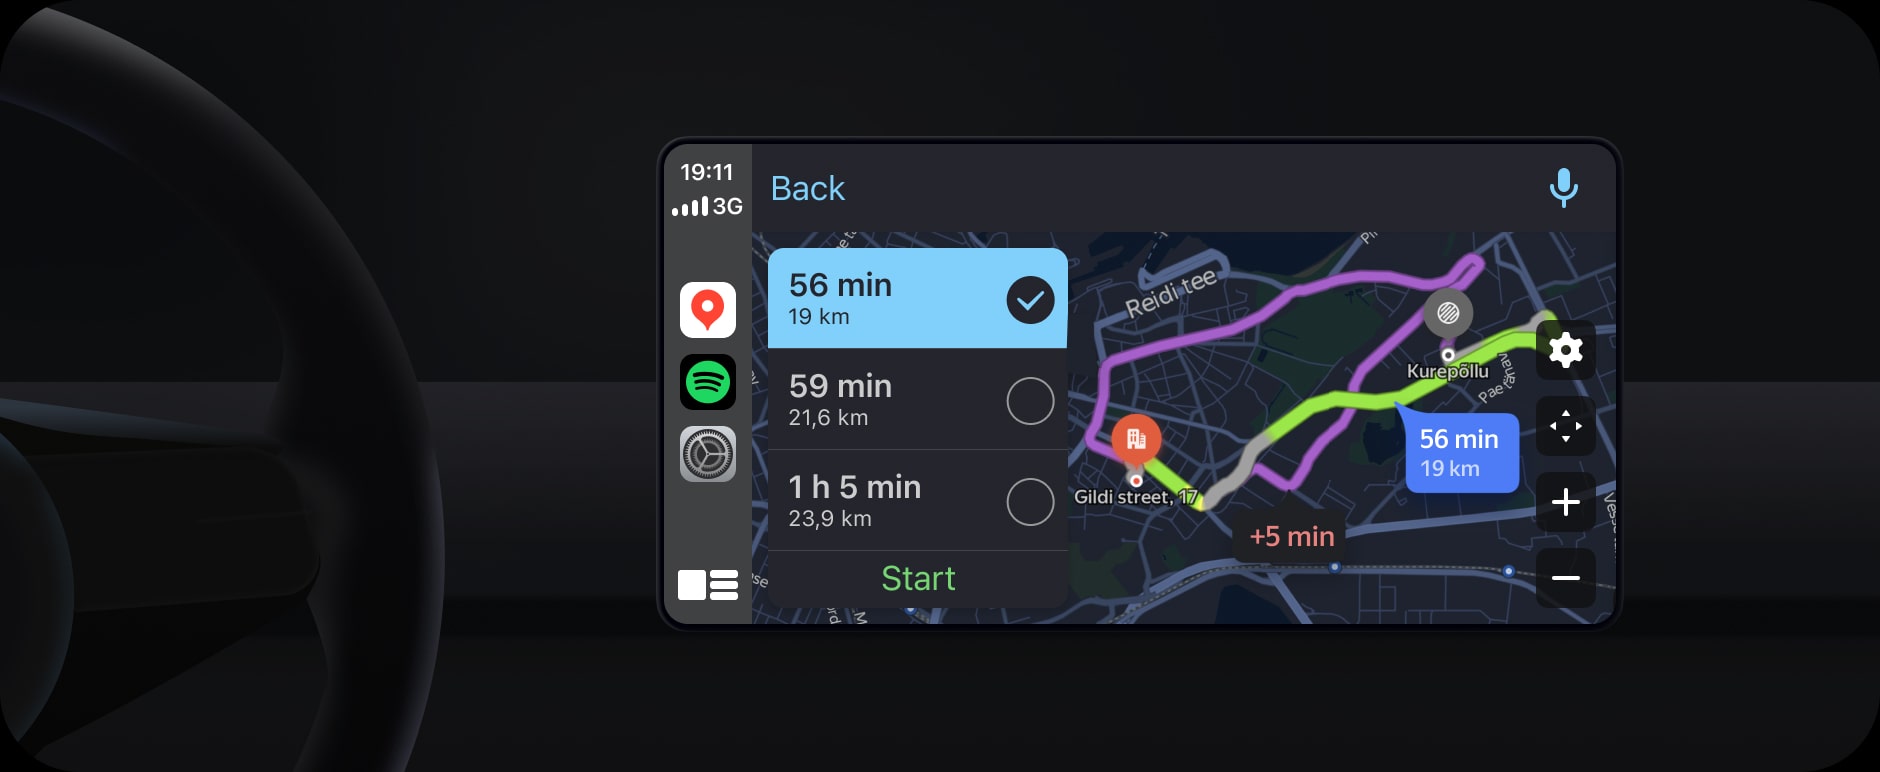 19:11
3G
Back
56 min
19 km
59 min
21,6 km
1 h 5 min
23,9 km
Start
Reidi tee
Kurepõllu
Pae
Gildi street, 17
56 min
19 km
+5 min